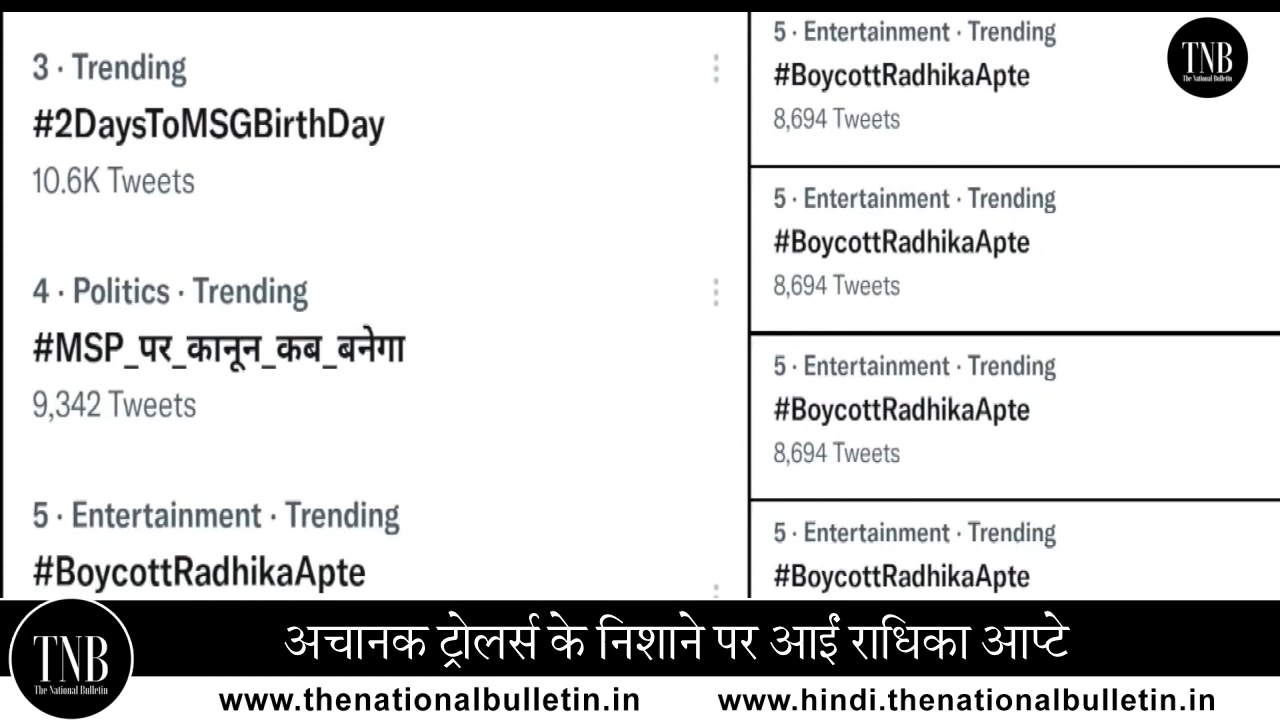 3 · Trending
#2DaysToMSGBirthDay
10.6K Tweets
4 · Politics · Trending
#MSP_पर_कानून_कब_बनेगा
9,342 Tweets
5 · Entertainment · Trending
#BoycottRadhikaApte
5 · Entertainment · Trending
#BoycottRadhikaApte
8,694 Tweets
5 · Entertainment · Trending
#BoycottRadhikaApte
8,694 Tweets
5 · Entertainment · Trending
#BoycottRadhikaApte
8,694 Tweets
5 · Entertainment · Trending
#BoycottRadhikaApte
TNB
The National Bulletin
अचानक ट्रोलर्स के निशाने पर आईं राधिका आप्टे
TNB
The National Bulletin
www.thenationalbulletin.in
www.hindi.thenationalbulletin.in